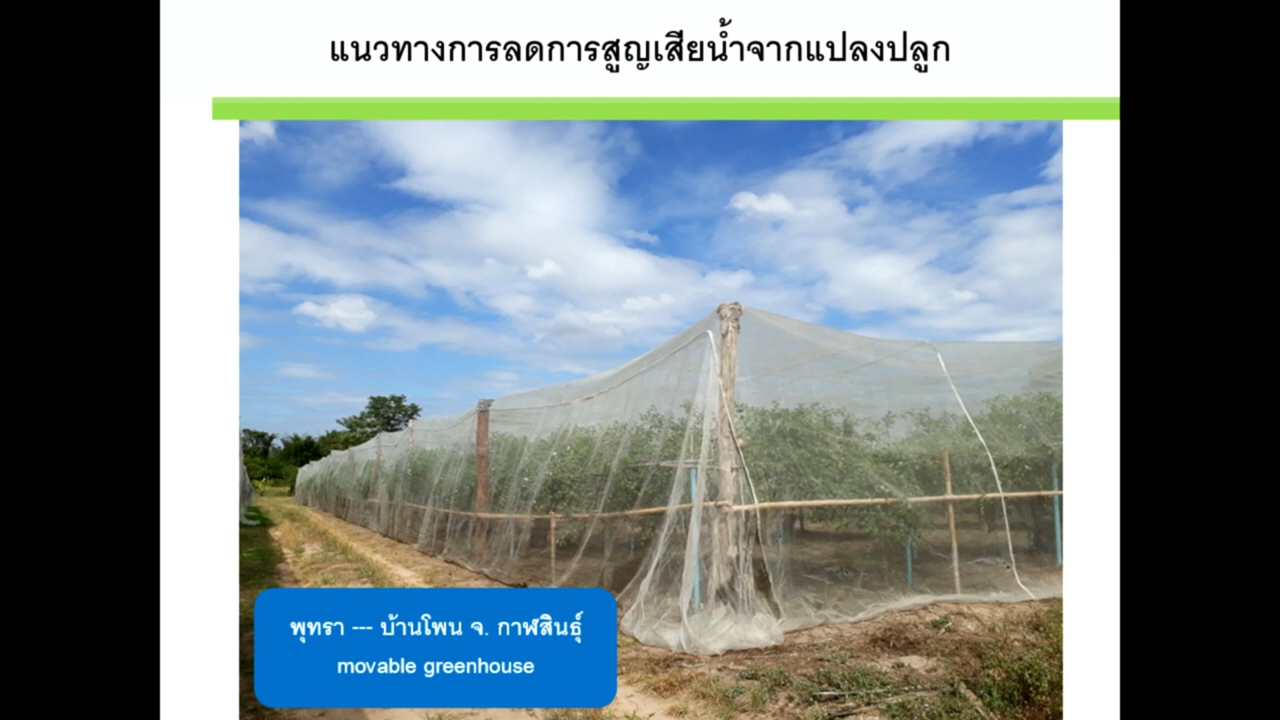 แนวทางการลดการสูญเสียน้ำจากแปลงปลูก
พุทรา --- บ้านโพน จ. กาฬสินธุ์
movable greenhouse